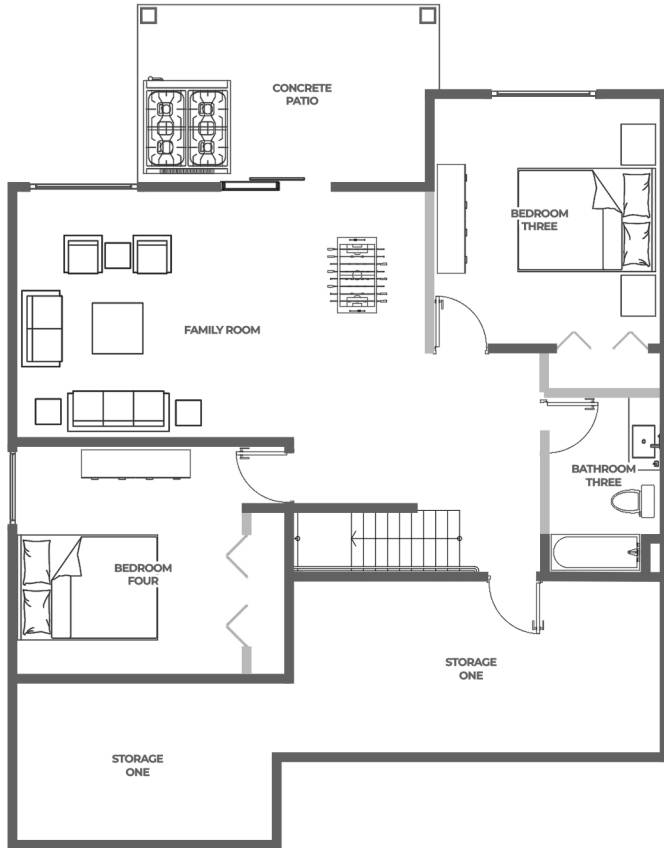 CONCRETE
PATIO
BEDROOM
THREE
FAMILY ROOM
BATHROOM
THREE
BEDROOM
FOUR
STORAGE
ONE
STORAGE
ONE